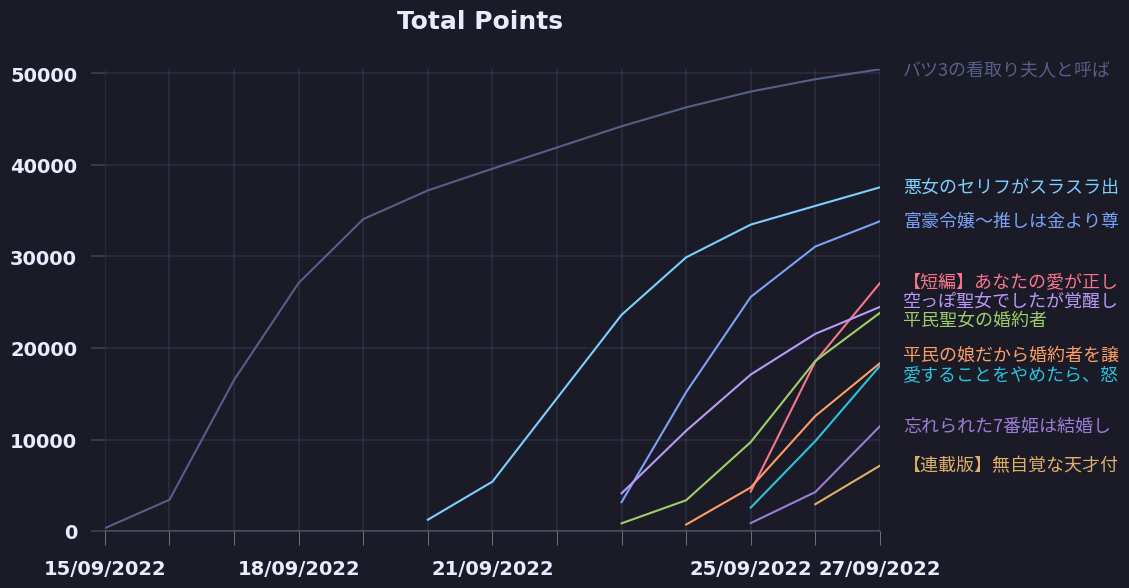 Total Points
50000
40000
30000
20000
10000
0
15/09/2022
18/09/2022
21/09/2022
25/09/2022
27/09/2022
バツ3の看取り夫人と呼ば
悪女のセリフがスラスラ出
富豪令嬢～推しは金より尊
【短編】あなたの愛が正し
空っぽ聖女でしたが覚醒し
平民聖女の婚約者
平民の娘だから婚約者を譲
愛することをやめたら、怒
忘れられた7番姫は結婚し
【連載版】無自覚な天才付